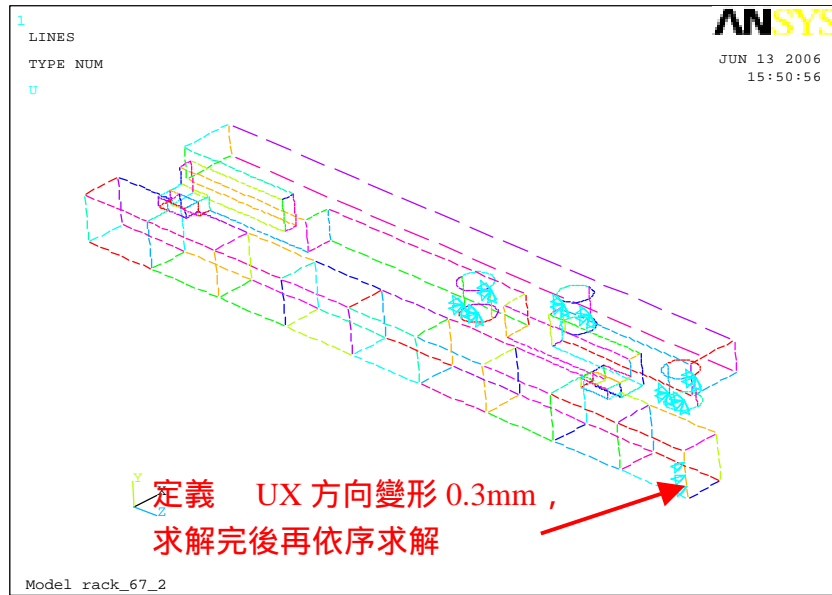 1
LINES
TYPE NUM
U
ANSYS
JUN 13 2006
15:50:56
Y
X
Z
定義 UX 方向變形 0.3mm，
求解完後再依序求解
Model rack_67_2